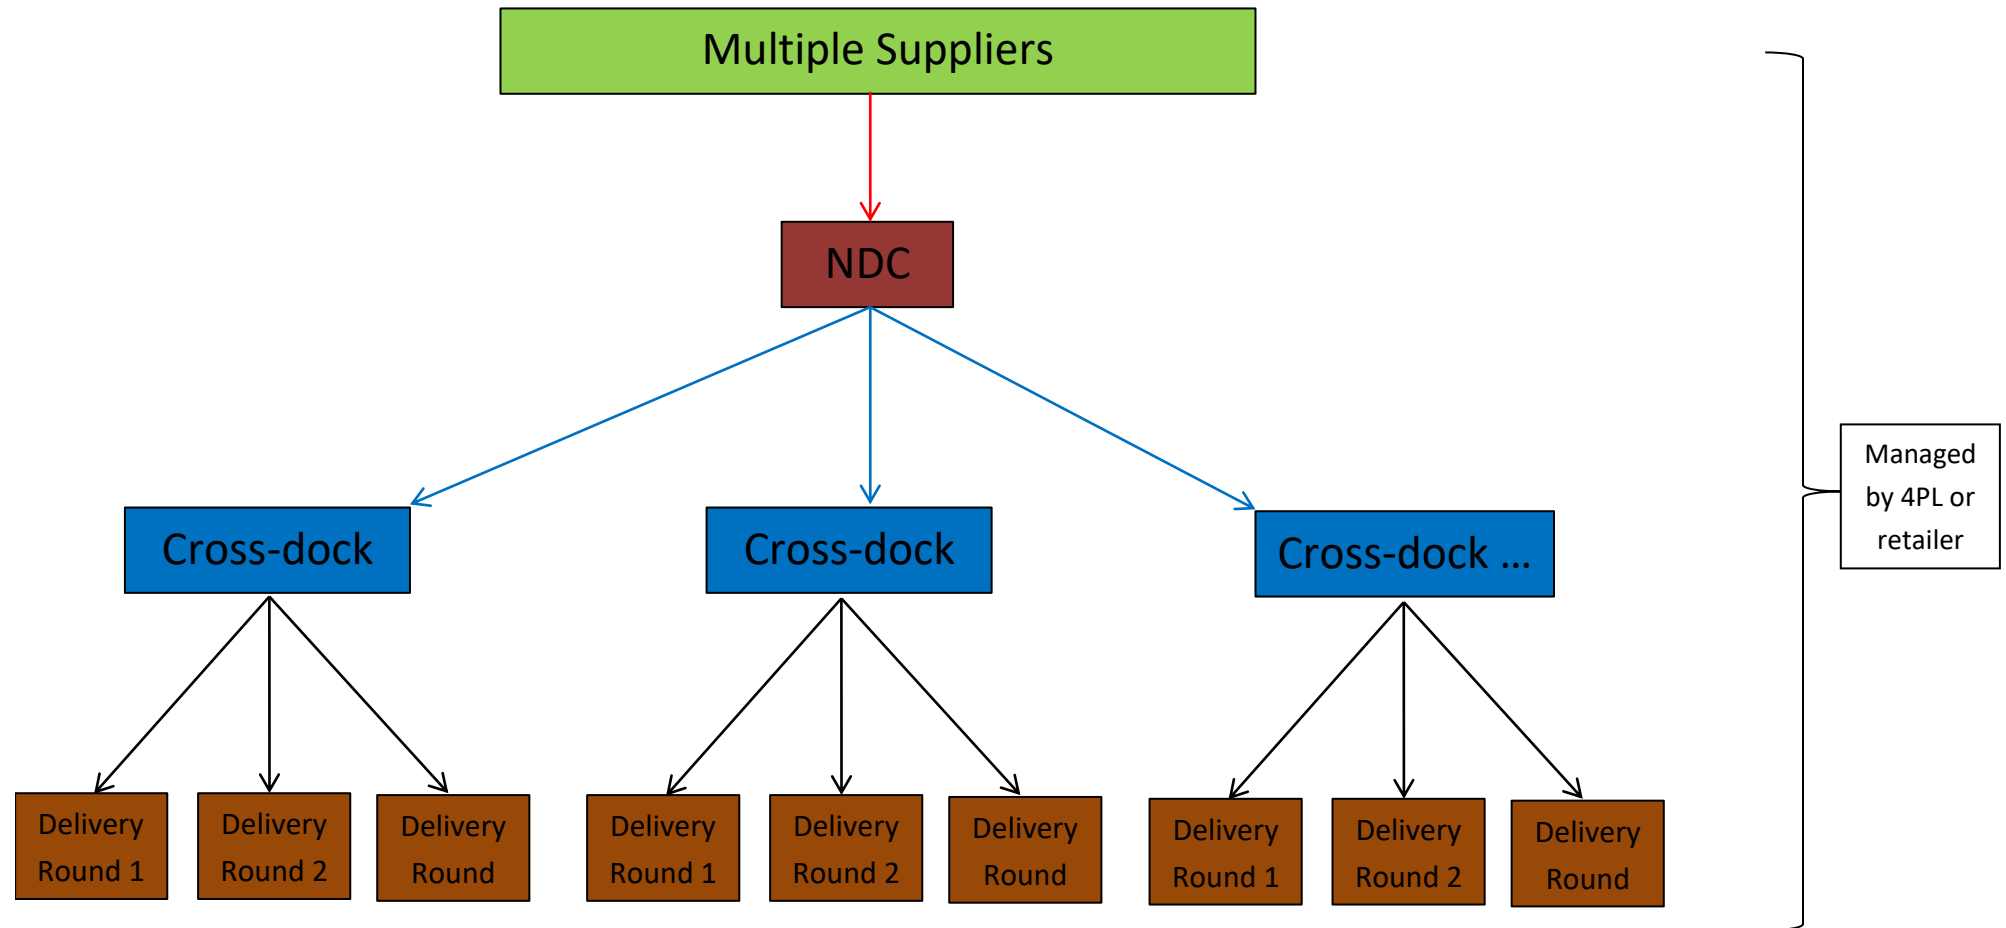 Multiple Suppliers
NDC
Cross-dock
Cross-dock
Cross-dock ...
Managed
by 4PL or
retailer
Delivery
Round 1
Delivery
Round 2
Delivery
Round
Delivery
Round 1
Delivery
Round 2
Delivery
Round
Delivery
Round 1
Delivery
Round 2
Delivery
Round